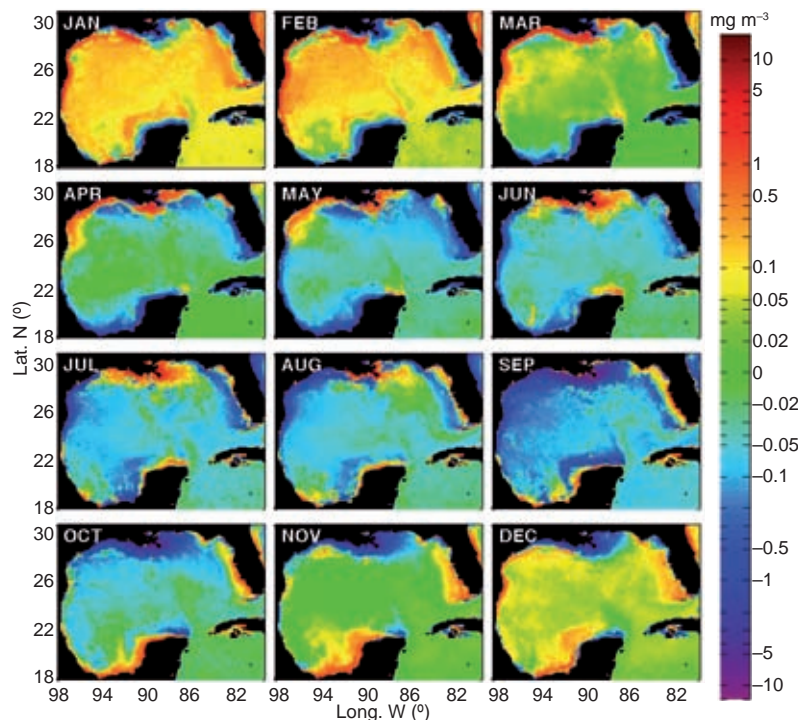 mg m⁻³
30
26
22
18
JAN
FEB
MAR
30
26
22
18
APR
MAY
JUN
30
26
22
18
JUL
AUG
SEP
30
26
22
18
OCT
NOV
DEC
98 94 90 86 82
98 94 90 86 82
98 94 90 86 82
Lat. N (º)
Long. W (º)
10
5
1
0.5
0.1
0.05
0.02
0
–0.02
–0.05
–0.1
–0.5
–1
–5
–10